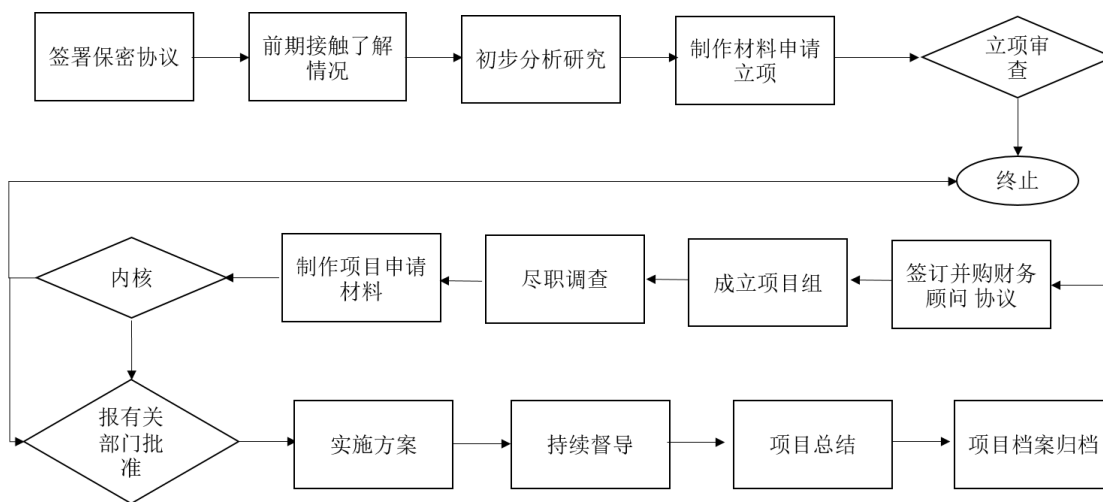 签署保密协议
前期接触了解
情况
初步分析研究
制作材料申请
立项
立项审
查
终止
内核
制作项目申请
材料
尽职调查
成立项目组
签订并购财务
顾问 协议
报有关
部门批
准
实施方案
持续督导
项目总结
项目档案归档